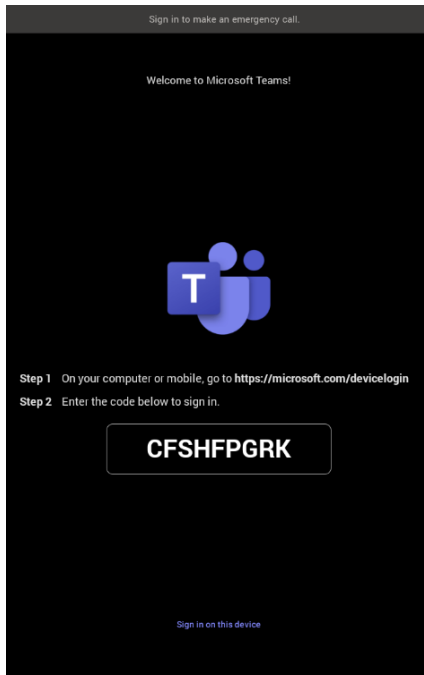 Sign in to make an emergency call.
Welcome to Microsoft Teams!
T
Step 1 On your computer or mobile, go to https://microsoft.com/devicelogin
Step 2 Enter the code below to sign in.
CFSHFPGRK
Sign in on this device